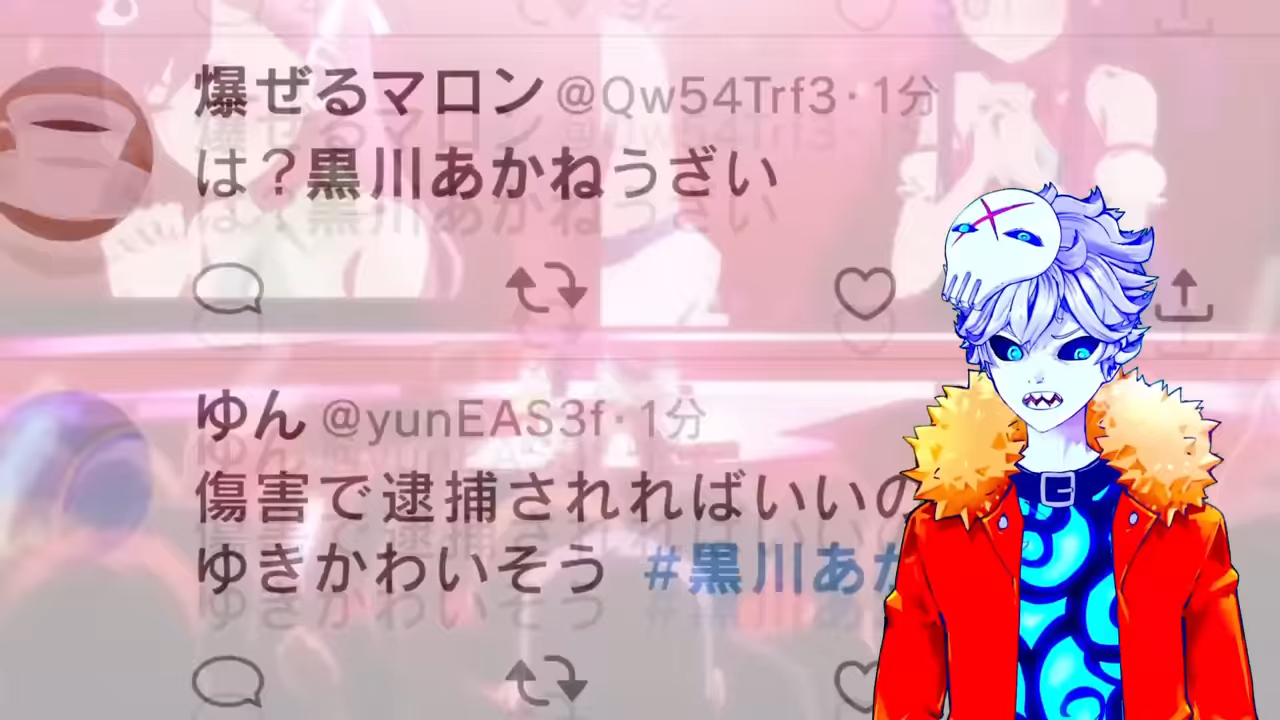 爆ぜるマロン @Qw54Trf3・1分
は？黒川あかねうざい
ゆん @yunEAS3f・1分
傷害で逮捕されればいいの
ゆきかわいそう #黒川あか